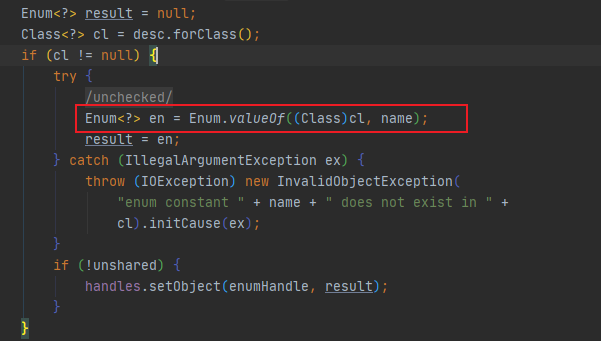 Enum<?> result = null;
Class<?> cl = desc.forClass();
if (cl != null) {
try {
/unchecked/
Enum<?> en = Enum.valueOf((Class)cl, name);
result = en;
} catch (IllegalArgumentException ex) {
throw (IOException) new InvalidObjectException(
"enum constant " + name + " does not exist in " +
cl).initCause(ex);
}
if (!unshared) {
handles.setObject(enumHandle, result);
}
}